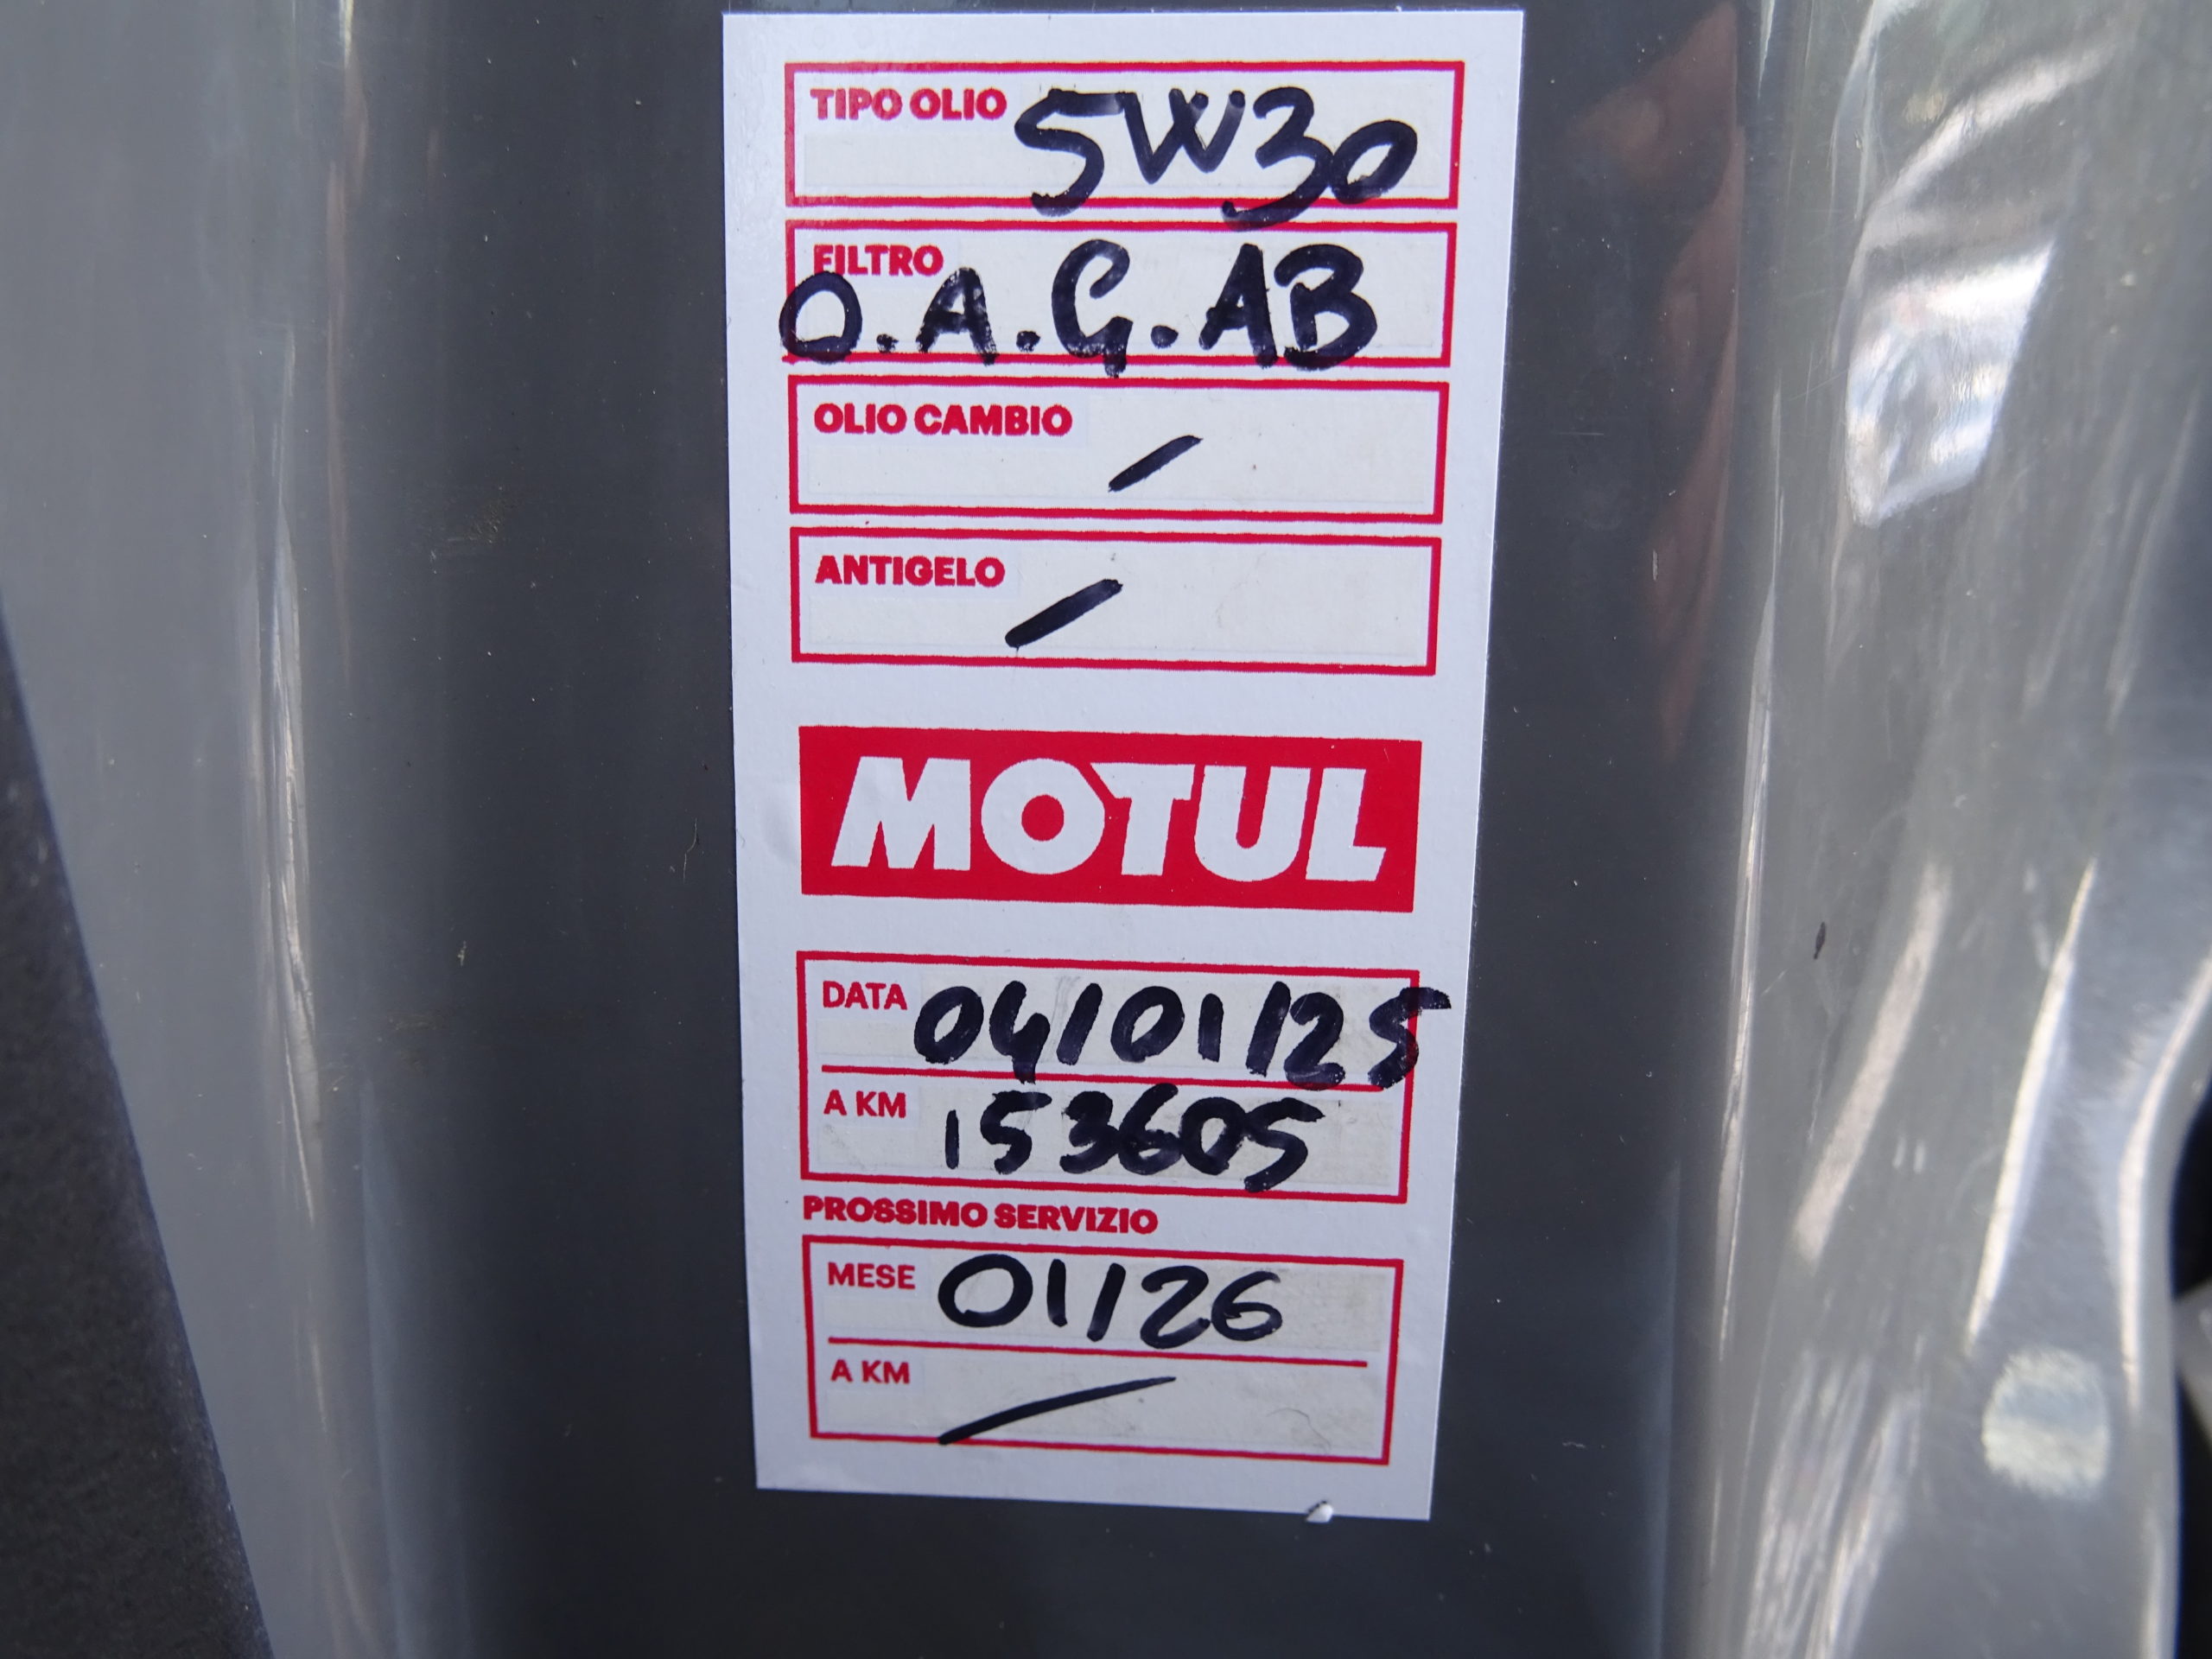 TIPO OLIO 5W30
FILTRO
O.A.G.AB
OLIO CAMBIO /
ANTIGELO /
MOTUL
DATA 04/01/25
A KM 153605
PROSSIMO SERVIZIO
MESE 01/26
A KM /